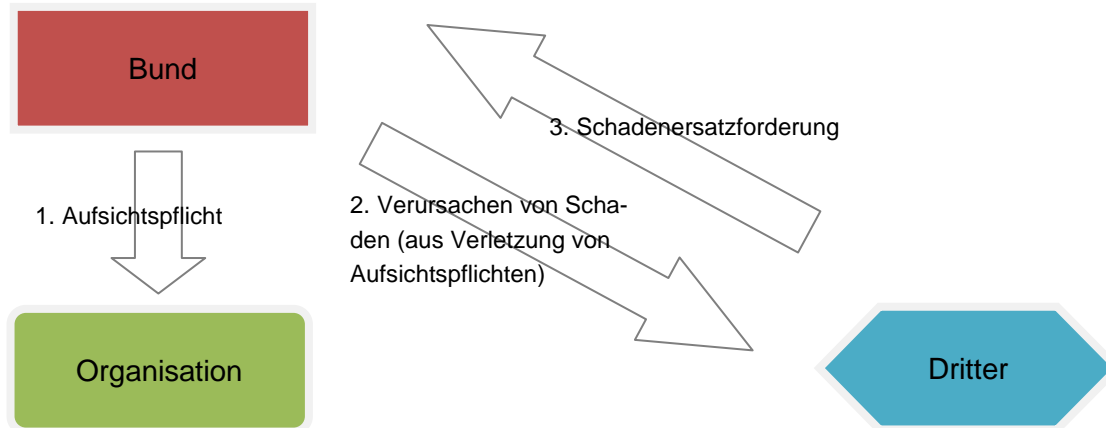 Bund
3. Schadenersatzforderung
1. Aufsichtspflicht
2. Verursachen von Scha-
den (aus Verletzung von
Aufsichtspflichten)
Organisation
Dritter